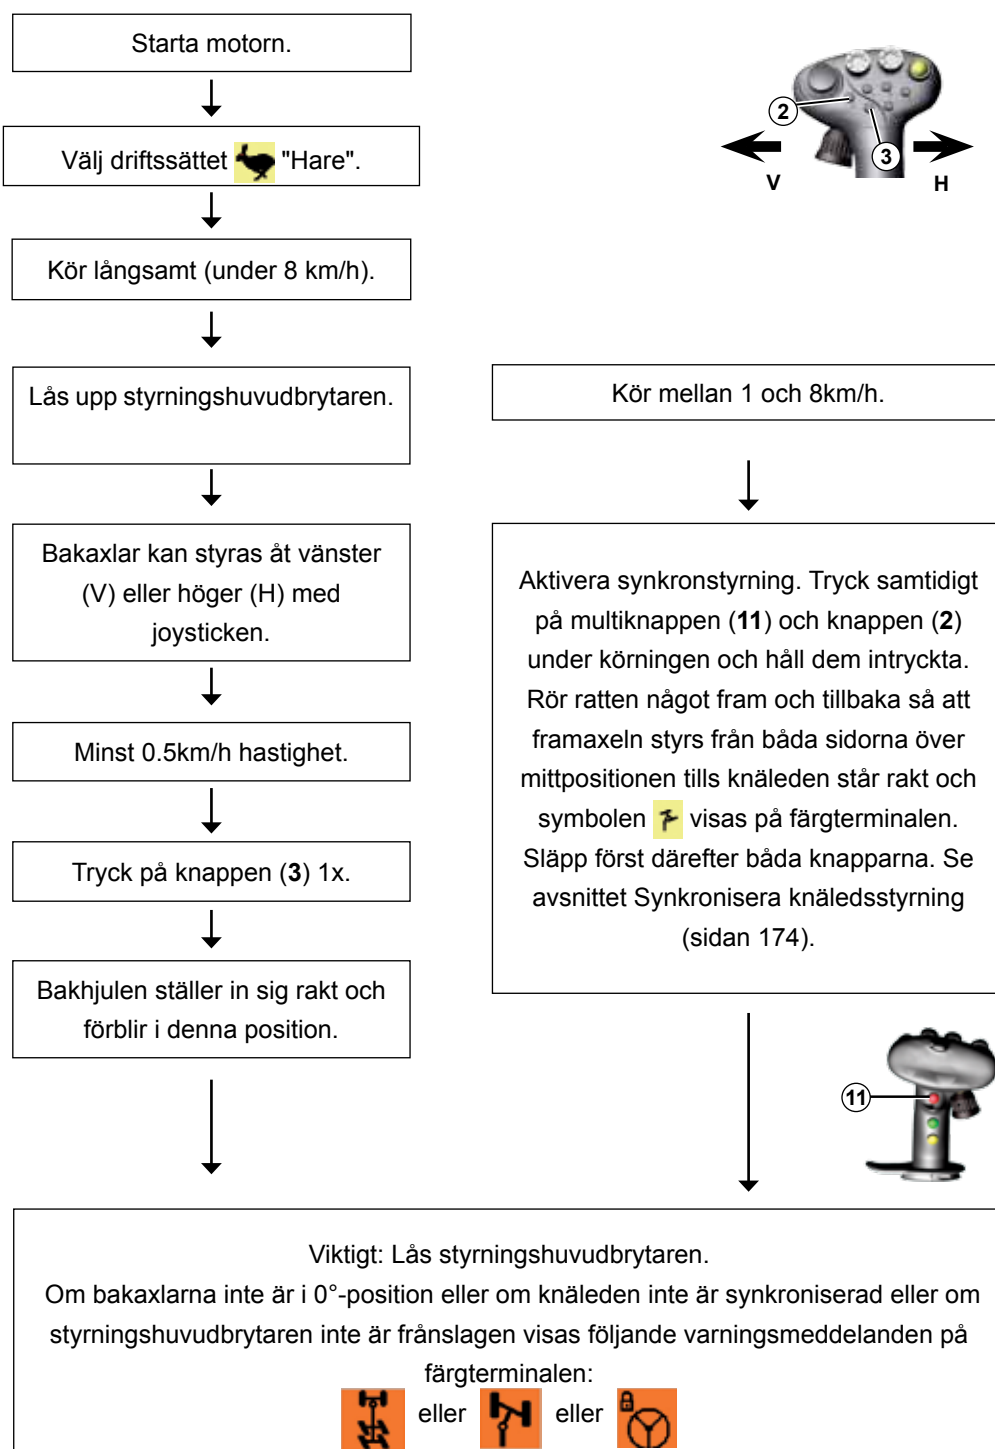 Starta motorn.
Välj driftssättet "Hare".
Kör långsamt (under 8 km/h).
Lås upp styrningshuvudbrytaren.
Bakaxlar kan styras åt vänster
(V) eller höger (H) med
joysticken.
Minst 0.5km/h hastighet.
Tryck på knappen (3) 1x.
Bakhjulen ställer in sig rakt och
förblir i denna position.
2
3
V
H
Kör mellan 1 och 8km/h.
Aktivera synkronstyrning. Tryck samtidigt
på multiknappen (11) och knappen (2)
under körningen och håll dem intryckta.
Rör ratten något fram och tillbaka så att
framaxeln styrs från båda sidorna över
mittpositionen tills knäleden står rakt och
symbolen visas på färgterminalen.
Släpp först därefter båda knapparna. Se
avsnittet Synkronisera knäledsstyrning
(sidan 174).
11
Viktigt: Lås styrningshuvudbrytaren.
Om bakaxlarna inte är i 0°-position eller om knäleden inte är synkroniserad eller om
styrningshuvudbrytaren inte är frånslagen visas följande varningsmeddelanden på
färgterminalen:
eller eller